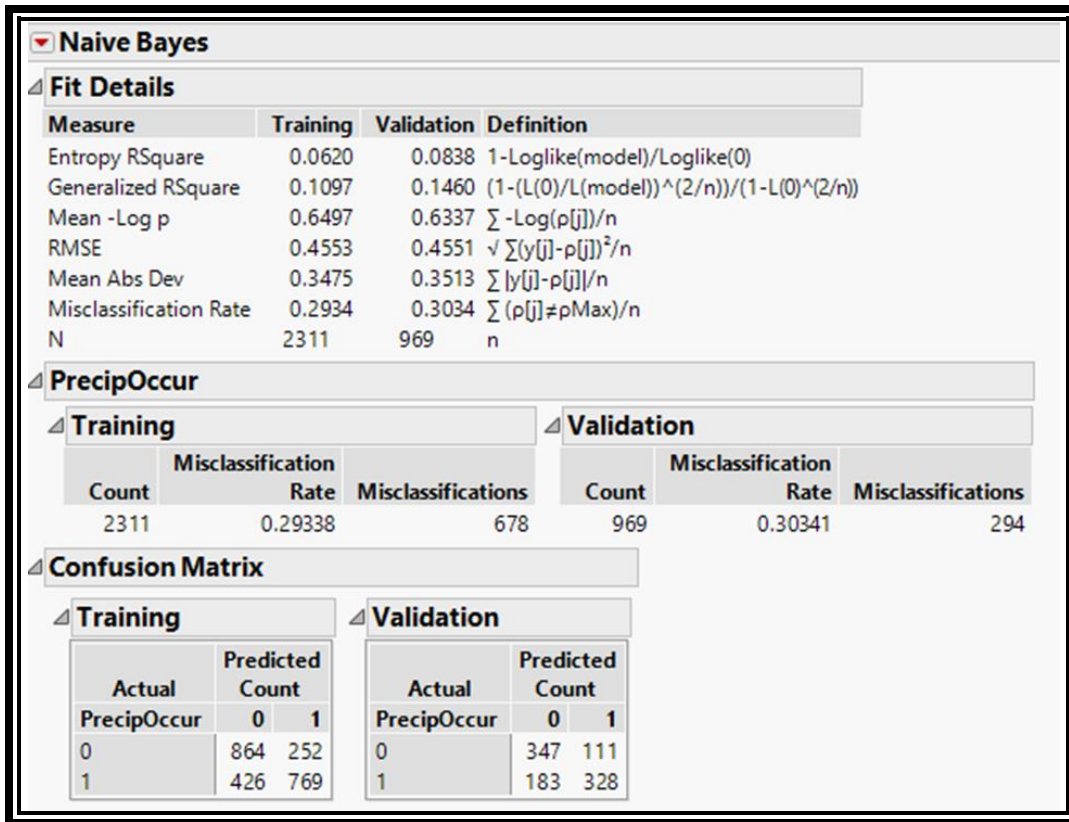 Naive Bayes
Fit Details
Measure Training Validation Definition
Entropy RSquare 0.0620 0.0838 1-Loglike(model)/Loglike(0)
Generalized RSquare 0.1097 0.1460 (1-(L(0)/L(model))^(2/n))/(1-L(0)^(2/n))
Mean -Log p 0.6497 0.6337 ∑ -Log(ρ[j])/n
RMSE 0.4553 0.4551 √ ∑(y[j]-ρ[j])²/n
Mean Abs Dev 0.3475 0.3513 ∑ |y[j]-ρ[j]|/n
Misclassification Rate 0.2934 0.3034 ∑ (ρ[j]≠ρMax)/n
N 2311 969 n
PrecipOccur
Training Validation
Misclassification Misclassification
Count Rate Misclassifications Count Rate Misclassifications
2311 0.29338 678 969 0.30341 294
Confusion Matrix
Training Validation
Predicted Predicted
Actual Count Actual Count
PrecipOccur 0 1 PrecipOccur 0 1
0 864 252 0 347 111
1 426 769 1 183 328